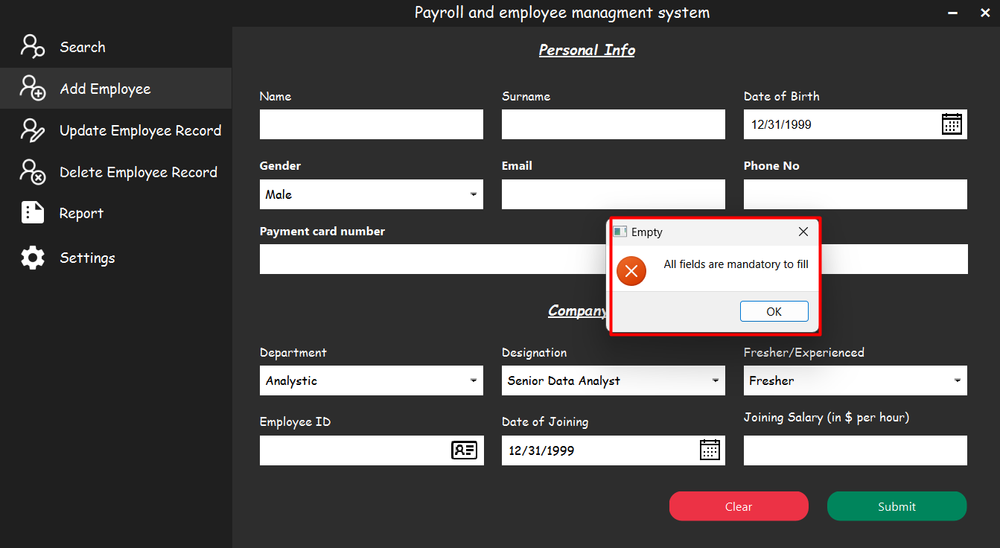 Payroll and employee managment system
Search
Add Employee
Update Employee Record
Delete Employee Record
Report
Settings
Personal Info
Name
Surname
Date of Birth
12/31/1999
Gender
Email
Phone No
Male
Payment card number
Empty
All fields are mandatory to fill
OK
Company
Department
Designation
Fresher/Experienced
Analystic
Senior Data Analyst
Fresher
Employee ID
Date of Joining
Joining Salary (in $ per hour)
12/31/1999
Clear
Submit